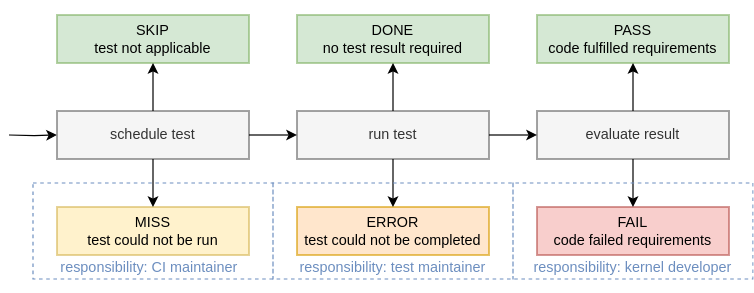 SKIP
test not applicable
DONE
no test result required
PASS
code fulfilled requirements
schedule test
run test
evaluate result
MISS
test could not be run
ERROR
test could not be completed
FAIL
code failed requirements
responsibility: CI maintainer
responsibility: test maintainer
responsibility: kernel developer